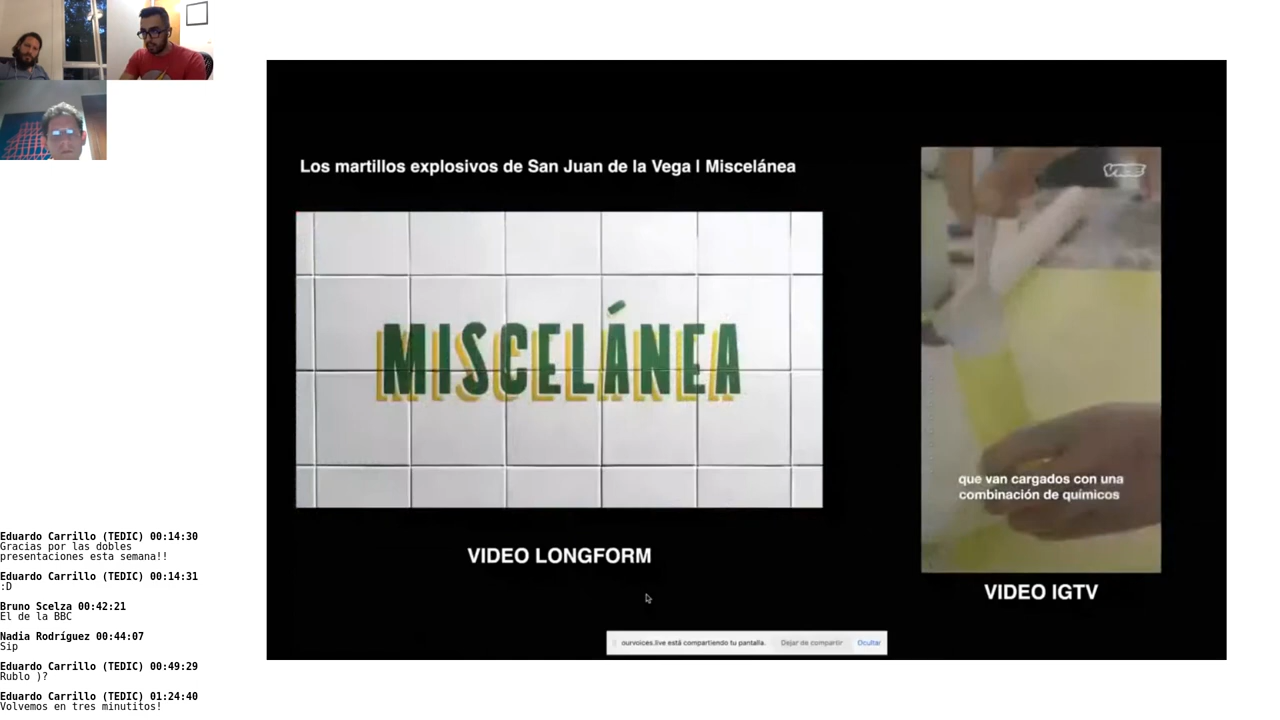 Los martillos explosivos de San Juan de la Vega | Miscelánea
MISCELÁNEA
VICE
que van cargados con una
combinación de químicos
VIDEO LONGFORM
VIDEO IGTV
ourvoices.live está compartiendo tu pantalla.
Dejar de compartir
Ocultar
Eduardo Carrillo (TEDIC) 00:14:30
Gracias por las dobles
presentaciones esta semana!!
Eduardo Carrillo (TEDIC) 00:14:31
:D
Bruno Scelza 00:42:21
El de la BBC
Nadia Rodríguez 00:44:07
Sip
Eduardo Carrillo (TEDIC) 00:49:29
Rublo )?
Eduardo Carrillo (TEDIC) 01:24:40
Volvemos en tres minutitos!